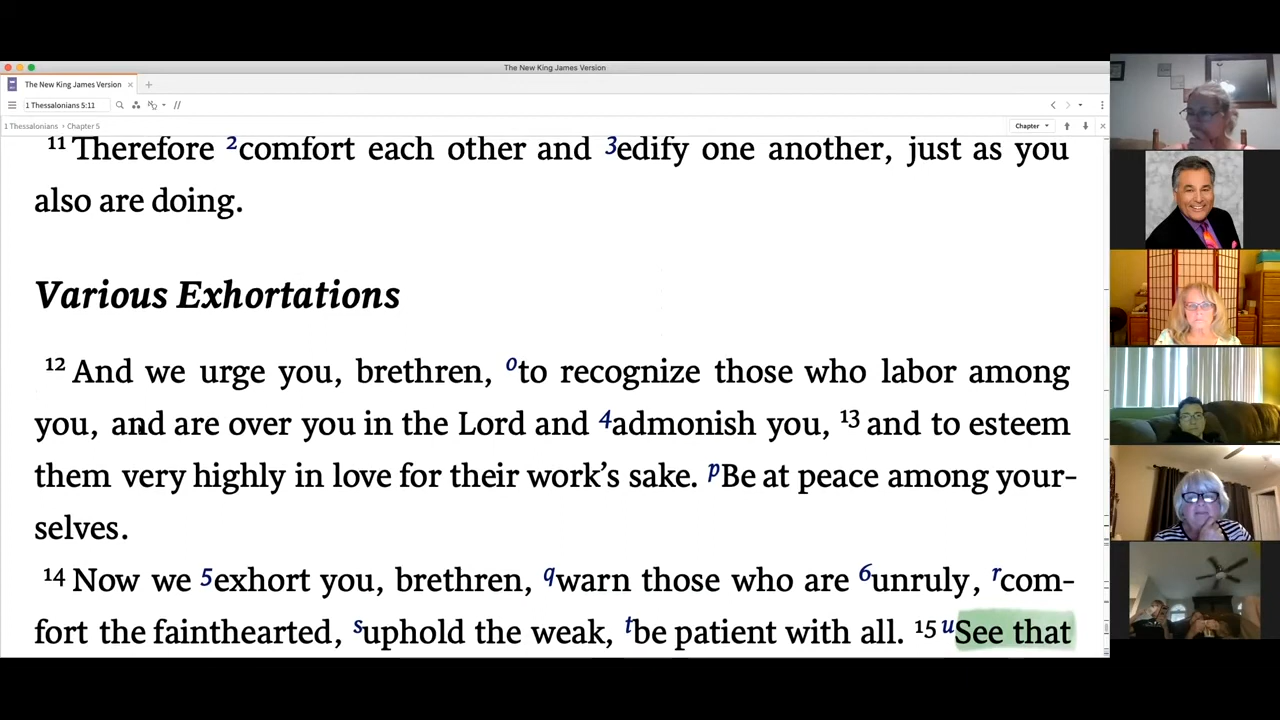 The New King James Version
The New King James Version
1 Thessalonians 5:11
1 Thessalonians › Chapter 5
Chapter
11 Therefore 2comfort each other and 3edify one another, just as you
also are doing.
Various Exhortations
12 And we urge you, brethren, oto recognize those who labor among
you, and are over you in the Lord and 4admonish you, 13 and to esteem
them very highly in love for their work’s sake. pBe at peace among your-
selves.
14 Now we 5exhort you, brethren, qwarn those who are 6unruly, rcom-
fort the fainthearted, suphold the weak, tbe patient with all. 15 uSee that